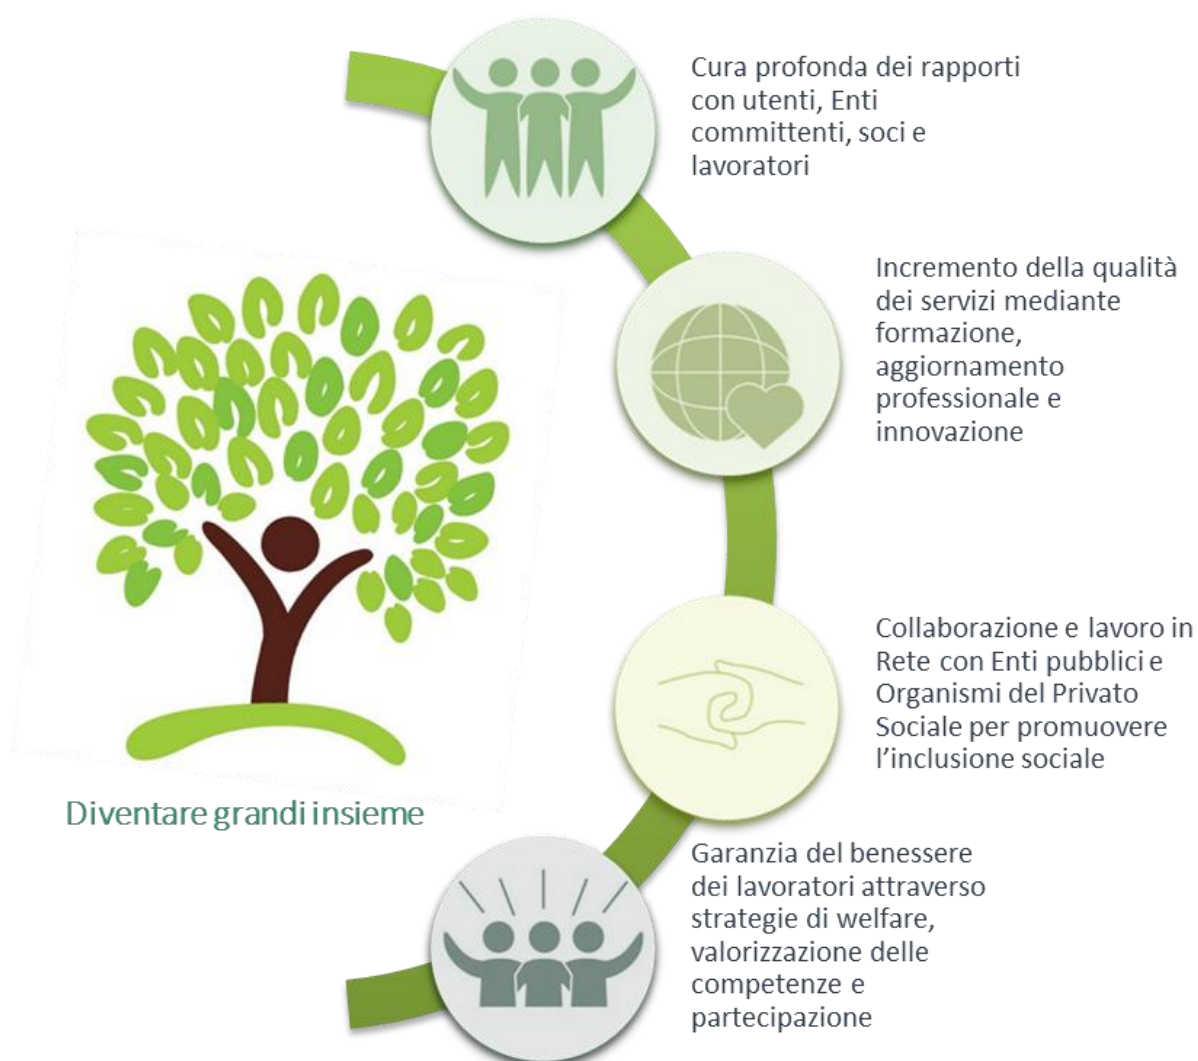 Cura profonda dei rapporti
con utenti, Enti
committenti, soci e
lavoratori
Incremento della qualità
dei servizi mediante
formazione,
aggiornamento
professionale e
innovazione
Collaborazione e lavoro in
Rete con Enti pubblici e
Organismi del Privato
Sociale per promuovere
l’inclusione sociale
Diventare grandi insieme
Garanzia del benessere
dei lavoratori attraverso
strategie di welfare,
valorizzazione delle
competenze e
partecipazione